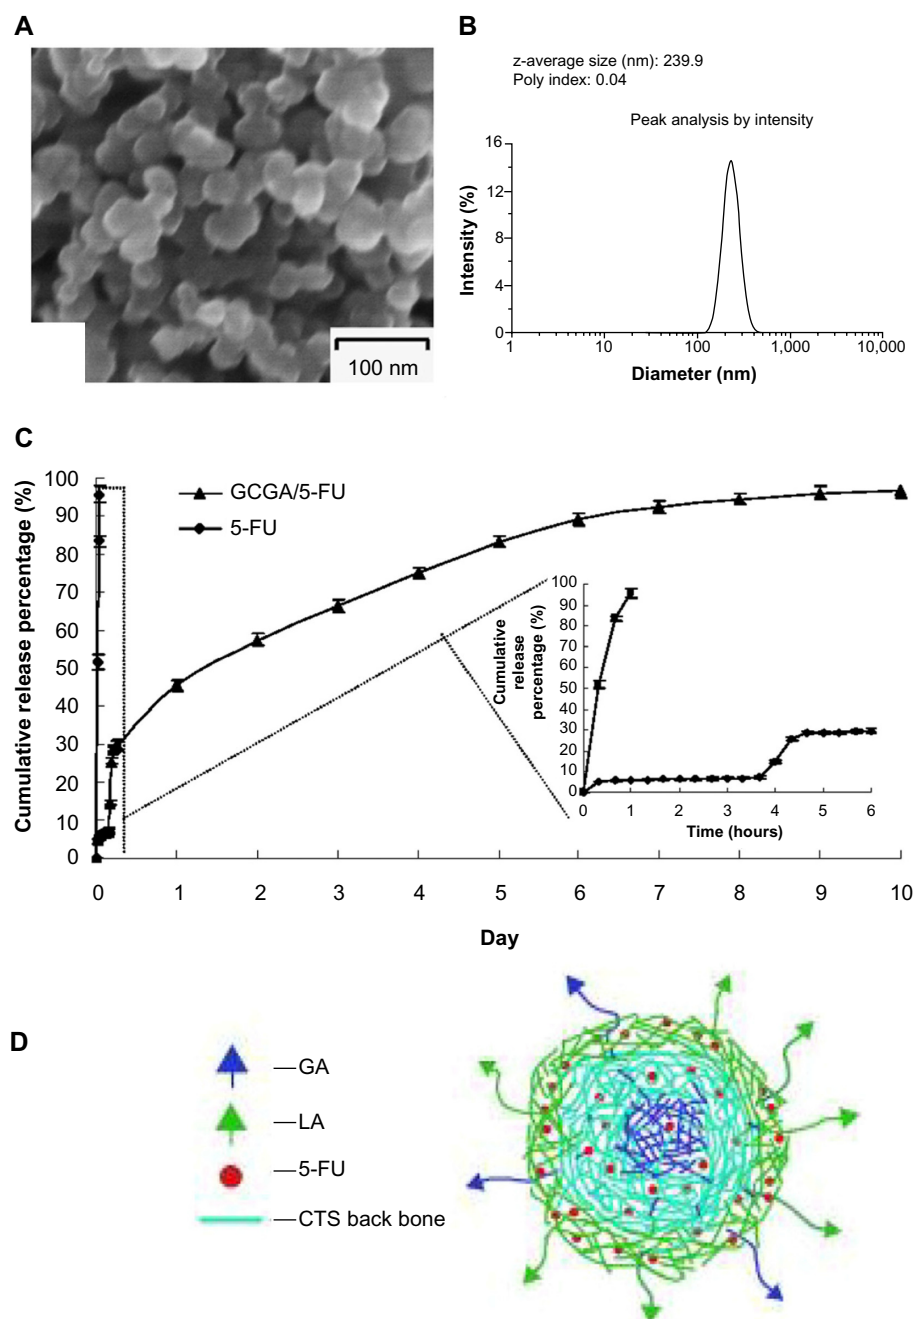 A
100 nm
B
z-average size (nm): 239.9
Poly index: 0.04
Peak analysis by intensity
16
12
8
4
0
Intensity (%)
1 10 100 1,000 10,000
Diameter (nm)
C
100
90
80
70
60
50
40
30
20
10
0
Cumulative release percentage (%)
GCGA/5-FU
5-FU
Cumulative
release
percentage (%)
100
90
80
70
60
50
40
30
20
10
0
0 1 2 3 4 5 6
Time (hours)
0 1 2 3 4 5 6 7 8 9 10
Day
D
—GA
—LA
—5-FU
—CTS back bone